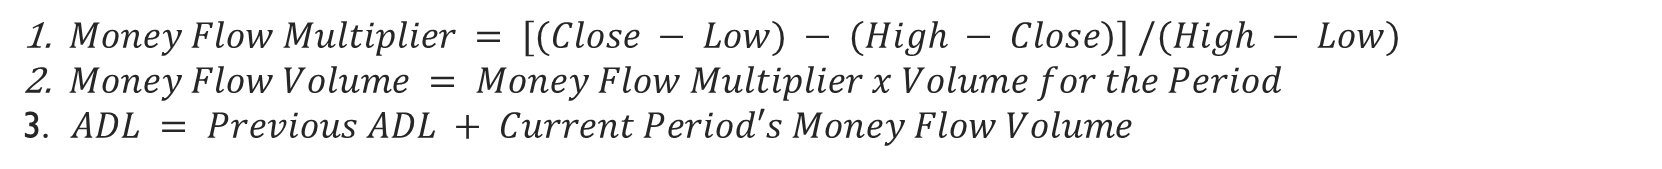 1. Money Flow Multiplier = [(Close − Low) − (High − Close)] /(High − Low)
2. Money Flow Volume = Money Flow Multiplier x Volume for the Period
3. ADL = Previous ADL + Current Period's Money Flow Volume